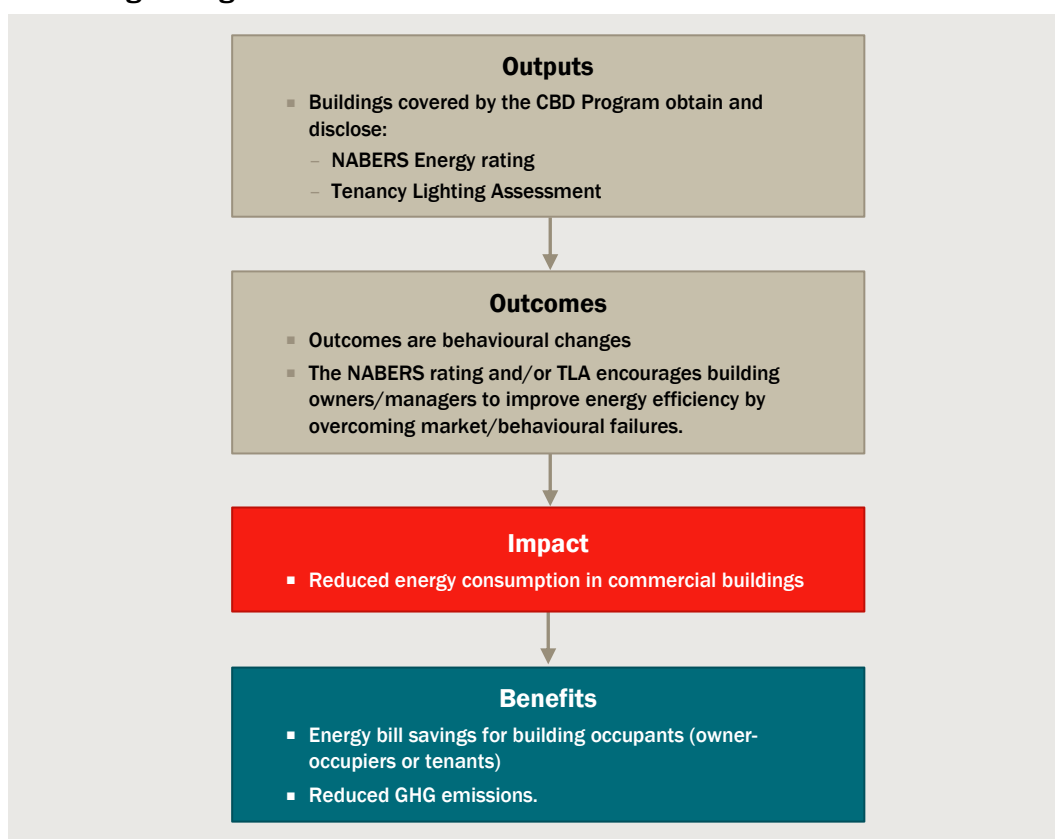 Outputs
▪ Buildings covered by the CBD Program obtain and
disclose:
– NABERS Energy rating
– Tenancy Lighting Assessment
Outcomes
▪ Outcomes are behavioural changes
▪ The NABERS rating and/or TLA encourages building
owners/managers to improve energy efficiency by
overcoming market/behavioural failures.
Impact
▪ Reduced energy consumption in commercial buildings
Benefits
▪ Energy bill savings for building occupants (owner-
occupiers or tenants)
▪ Reduced GHG emissions.